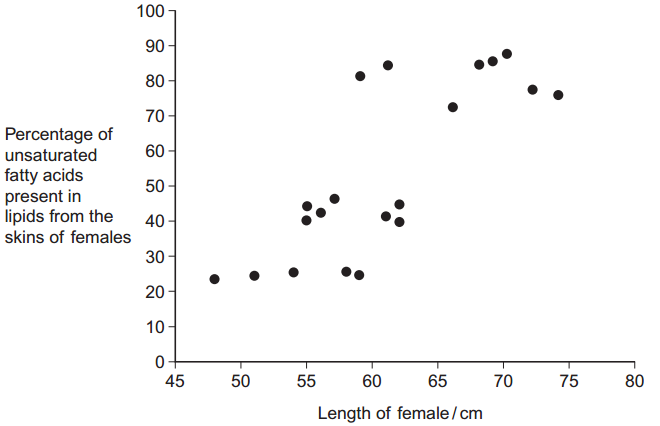 100
90
80
70
60
50
40
30
20
10
0
Percentage of
unsaturated
fatty acids
present in
lipids from the
skins of females
45 50 55 60 65 70 75 80
Length of female / cm